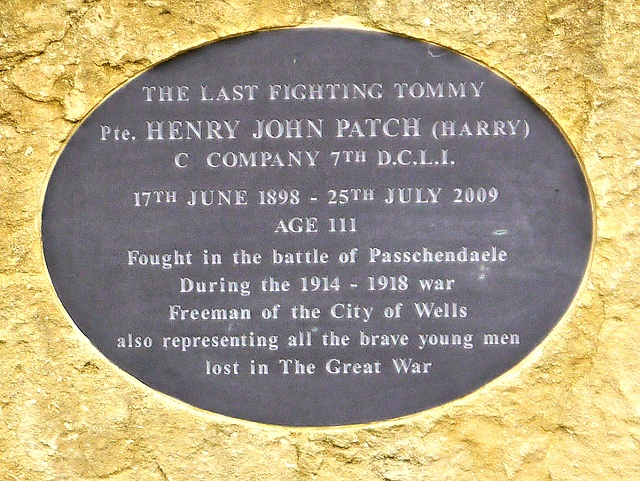 THE LAST FIGHTING TOMMY
Pte. HENRY JOHN PATCH (HARRY)
C COMPANY 7TH D.C.L.I.
17TH JUNE 1898 - 25TH JULY 2009
AGE 111
Fought in the battle of Passchendaele
During the 1914 - 1918 war
Freeman of the City of Wells
also representing all the brave young men
lost in The Great War